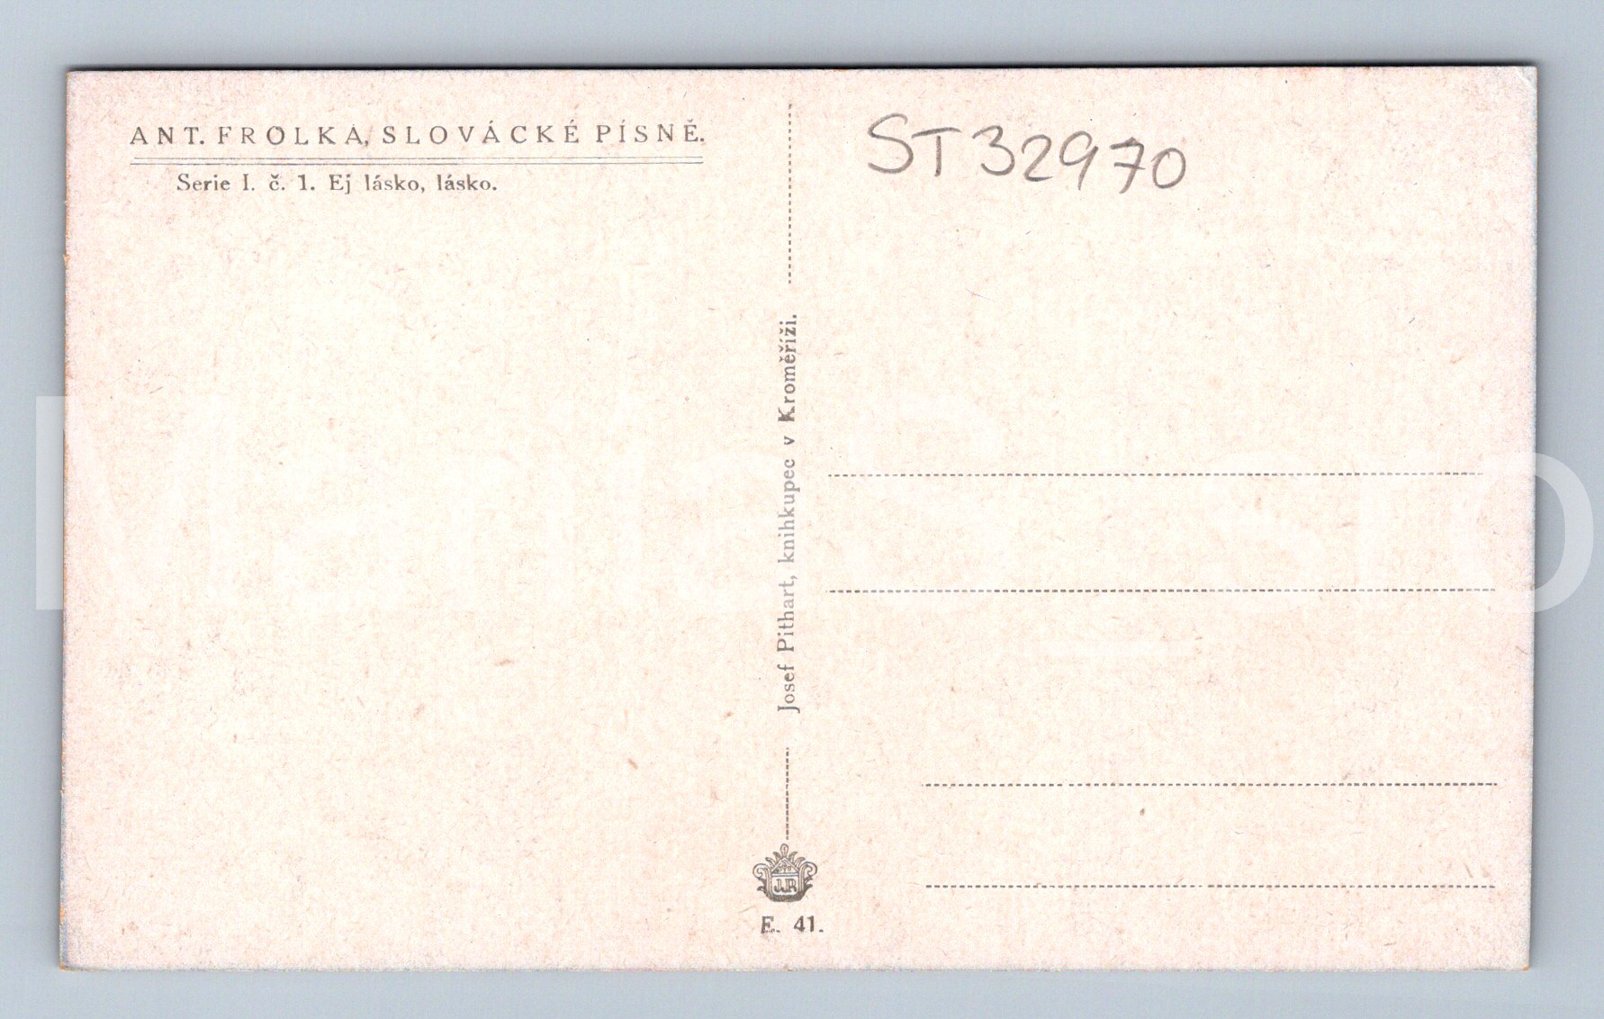 ANT. FROLKA, SLOVÁCKÉ PÍSNĚ.
Serie I. č. 1. Ej lásko, lásko.
ST32970
Josef Pithart, knihkupec v Kroměříži.
E. 41.